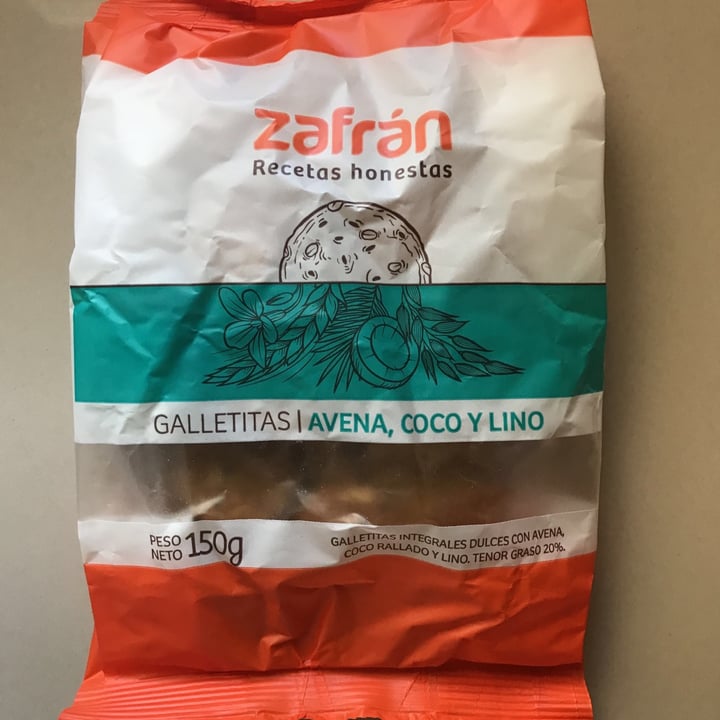 zafrán
Recetas honestas
GALLETITAS | AVENA, COCO Y LINO
PESO
NETO 150g
GALLETITAS INTEGRALES DULCES CON AVENA,
COCO RALLADO Y LINO. TENOR GRASO 20%.